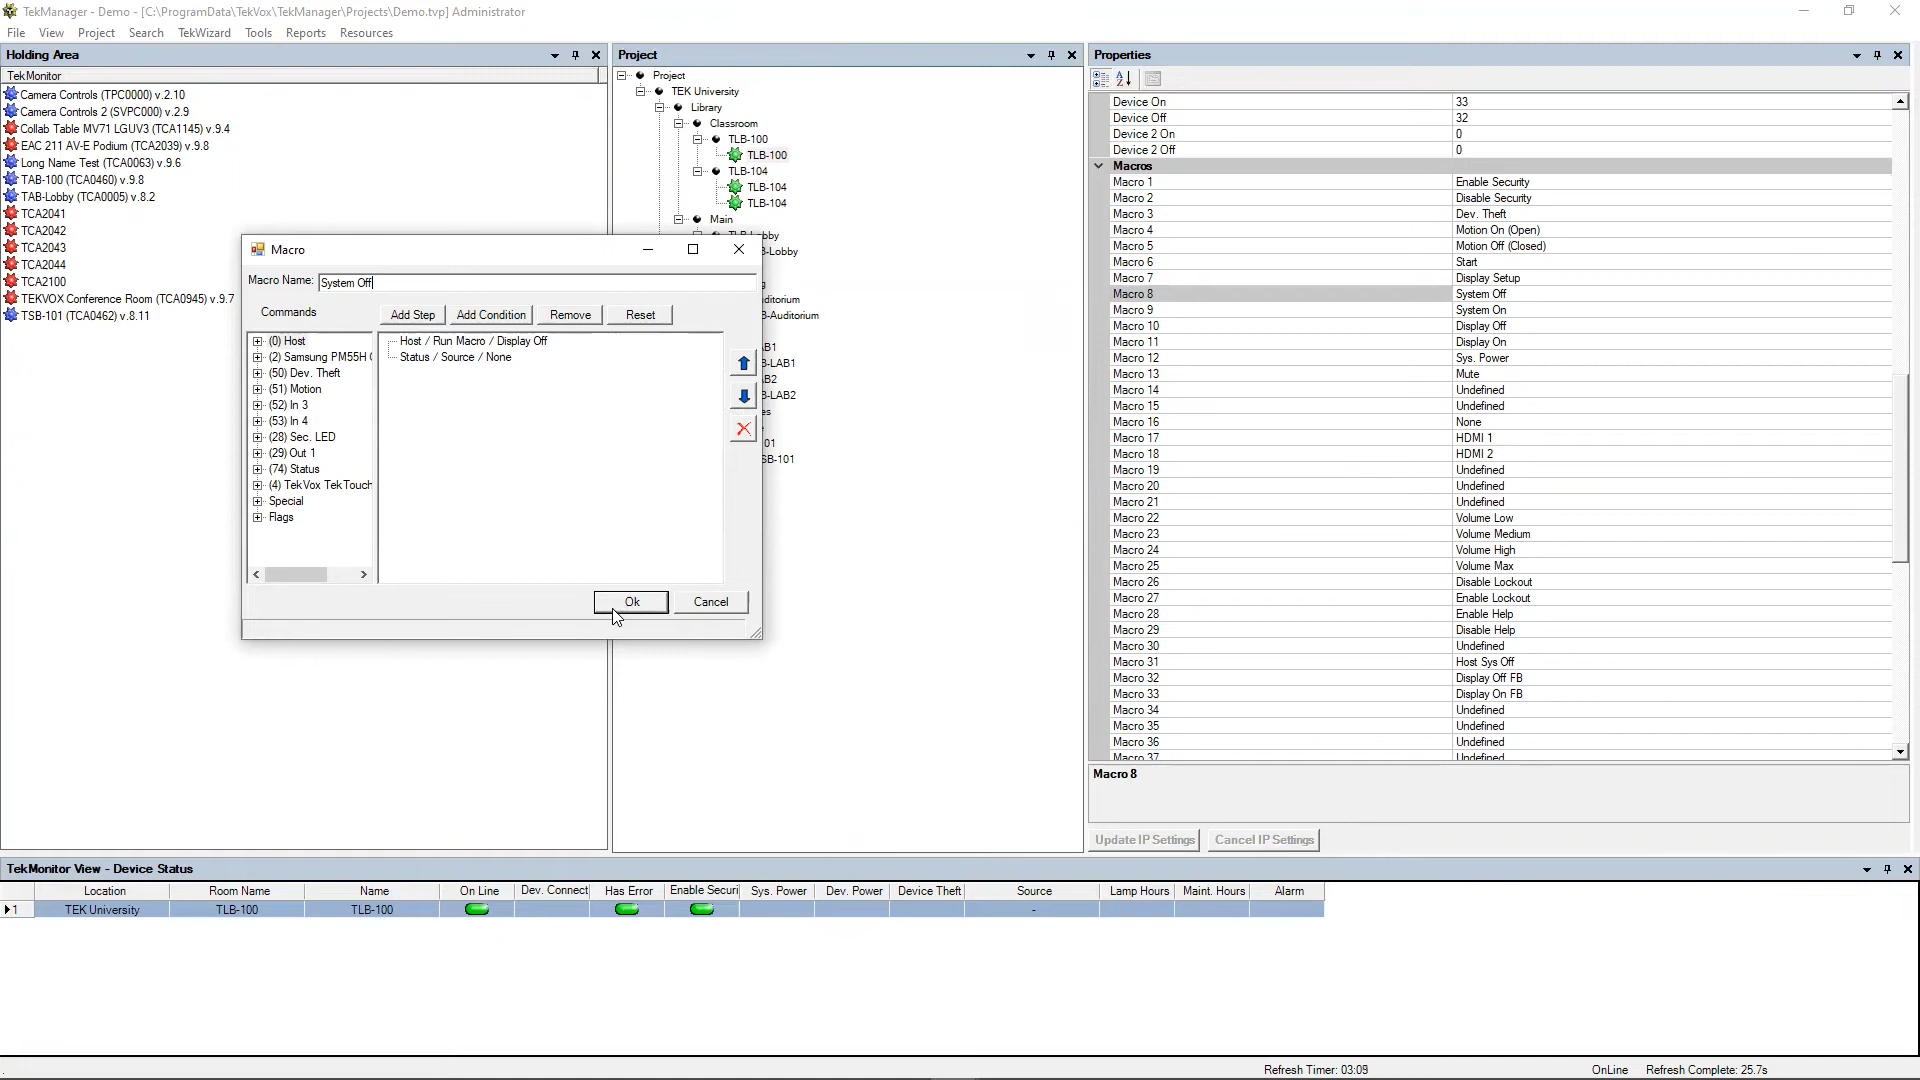 TekManager - Demo - [C:\ProgramData\TekVox\TekManager\Projects\Demo.tvp] Administrator
File View Project Search TekWizard Tools Reports Resources
Holding Area
TekMonitor
Camera Controls (TPC0000) v.2.10
Camera Controls 2 (SVPC000) v.2.9
Collab Table MV71 LGUV3 (TCA1145) v.9.4
EAC 211 AV-E Podium (TCA2039) v.9.8
Long Name Test (TCA0063) v.9.6
TAB-100 (TCA0460) v.9.8
TAB-Lobby (TCA0005) v.8.2
TCA2041
TCA2042
TCA2043
TCA2044
TCA2100
TEKVOX Conference Room (TCA0945) v.9.7
TSB-101 (TCA0462) v.8.11
Project
Project
TEK University
Library
Classroom
TLB-100
TLB-100
TLB-104
TLB-104
TLB-104
Main
B-Lobby
ditorium
B-Auditorium
AB1
B-LAB1
AB2
B-LAB2
es
01
SB-101
Macro
Macro Name: System Off
Commands
Add Step Add Condition Remove Reset
(0) Host
(2) Samsung PM55H
(50) Dev. Theft
(51) Motion
(52) In 3
(53) In 4
(28) Sec. LED
(29) Out 1
(74) Status
(4) TekVox TekTouch
Special
Flags
Host / Run Macro / Display Off
Status / Source / None
Ok Cancel
Properties
Device On 33
Device Off 32
Device 2 On 0
Device 2 Off 0
Macros
Macro 1 Enable Security
Macro 2 Disable Security
Macro 3 Dev. Theft
Macro 4 Motion On (Open)
Macro 5 Motion Off (Closed)
Macro 6 Start
Macro 7 Display Setup
Macro 8 System Off
Macro 9 System On
Macro 10 Display Off
Macro 11 Display On
Macro 12 Sys. Power
Macro 13 Mute
Macro 14 Undefined
Macro 15 Undefined
Macro 16 None
Macro 17 HDMI 1
Macro 18 HDMI 2
Macro 19 Undefined
Macro 20 Undefined
Macro 21 Undefined
Macro 22 Volume Low
Macro 23 Volume Medium
Macro 24 Volume High
Macro 25 Volume Max
Macro 26 Disable Lockout
Macro 27 Enable Lockout
Macro 28 Enable Help
Macro 29 Disable Help
Macro 30 Undefined
Macro 31 Host Sys Off
Macro 32 Display Off FB
Macro 33 Display On FB
Macro 34 Undefined
Macro 35 Undefined
Macro 36 Undefined
Macro 37 Undefined
Macro 8
Update IP Settings Cancel IP Settings
TekMonitor View - Device Status
Location Room Name Name On Line Dev. Connect Has Error Enable Securi Sys. Power Dev. Power Device Theft Source Lamp Hours Maint. Hours Alarm
1 TEK University TLB-100 TLB-100 -
Refresh Timer: 03:09 OnLine Refresh Complete: 25.7s